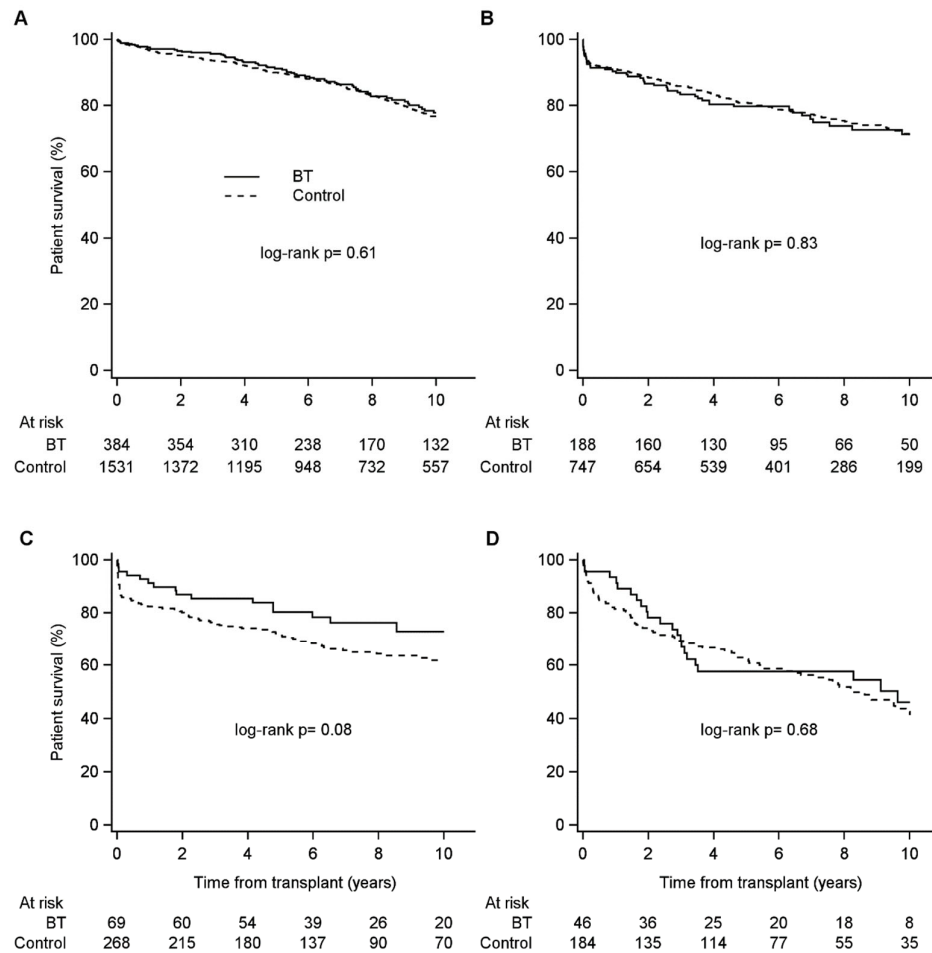 A
100
80
60
40
20
0
Patient survival (%)
BT
Control
log-rank p= 0.61
0 2 4 6 8 10
At risk
BT 384 354 310 238 170 132
Control 1531 1372 1195 948 732 557
B
100
80
60
40
20
0
log-rank p= 0.83
0 2 4 6 8 10
At risk
BT 188 160 130 95 66 50
Control 747 654 539 401 286 199
C
100
80
60
40
20
0
Patient survival (%)
log-rank p= 0.08
0 2 4 6 8 10
Time from transplant (years)
At risk
BT 69 60 54 39 26 20
Control 268 215 180 137 90 70
D
100
80
60
40
20
0
log-rank p= 0.68
0 2 4 6 8 10
Time from transplant (years)
At risk
BT 46 36 25 20 18 8
Control 184 135 114 77 55 35